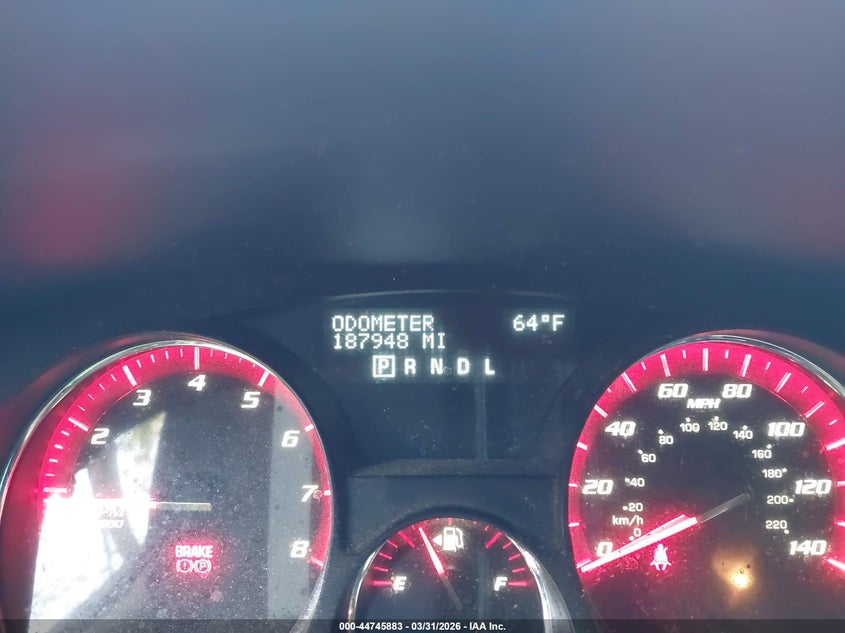 ODOMETER 64°F
187948 MI
P R N D L
2 3 4 5 6 7 8
BRAKE
E F
0 20 40 60 80 100 120 140
MPH
0 20 40 60 80 100 120 140 160 180 200 220
km/h
000-44745883 - 03/31/2026 - IAA Inc.